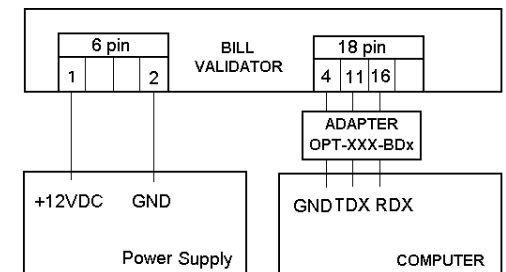 6 pin
BILL
VALIDATOR
18 pin
1 2
4 11 16
ADAPTER
OPT-XXX-BDx
+12VDC GND
GND TDX RDX
Power Supply
COMPUTER